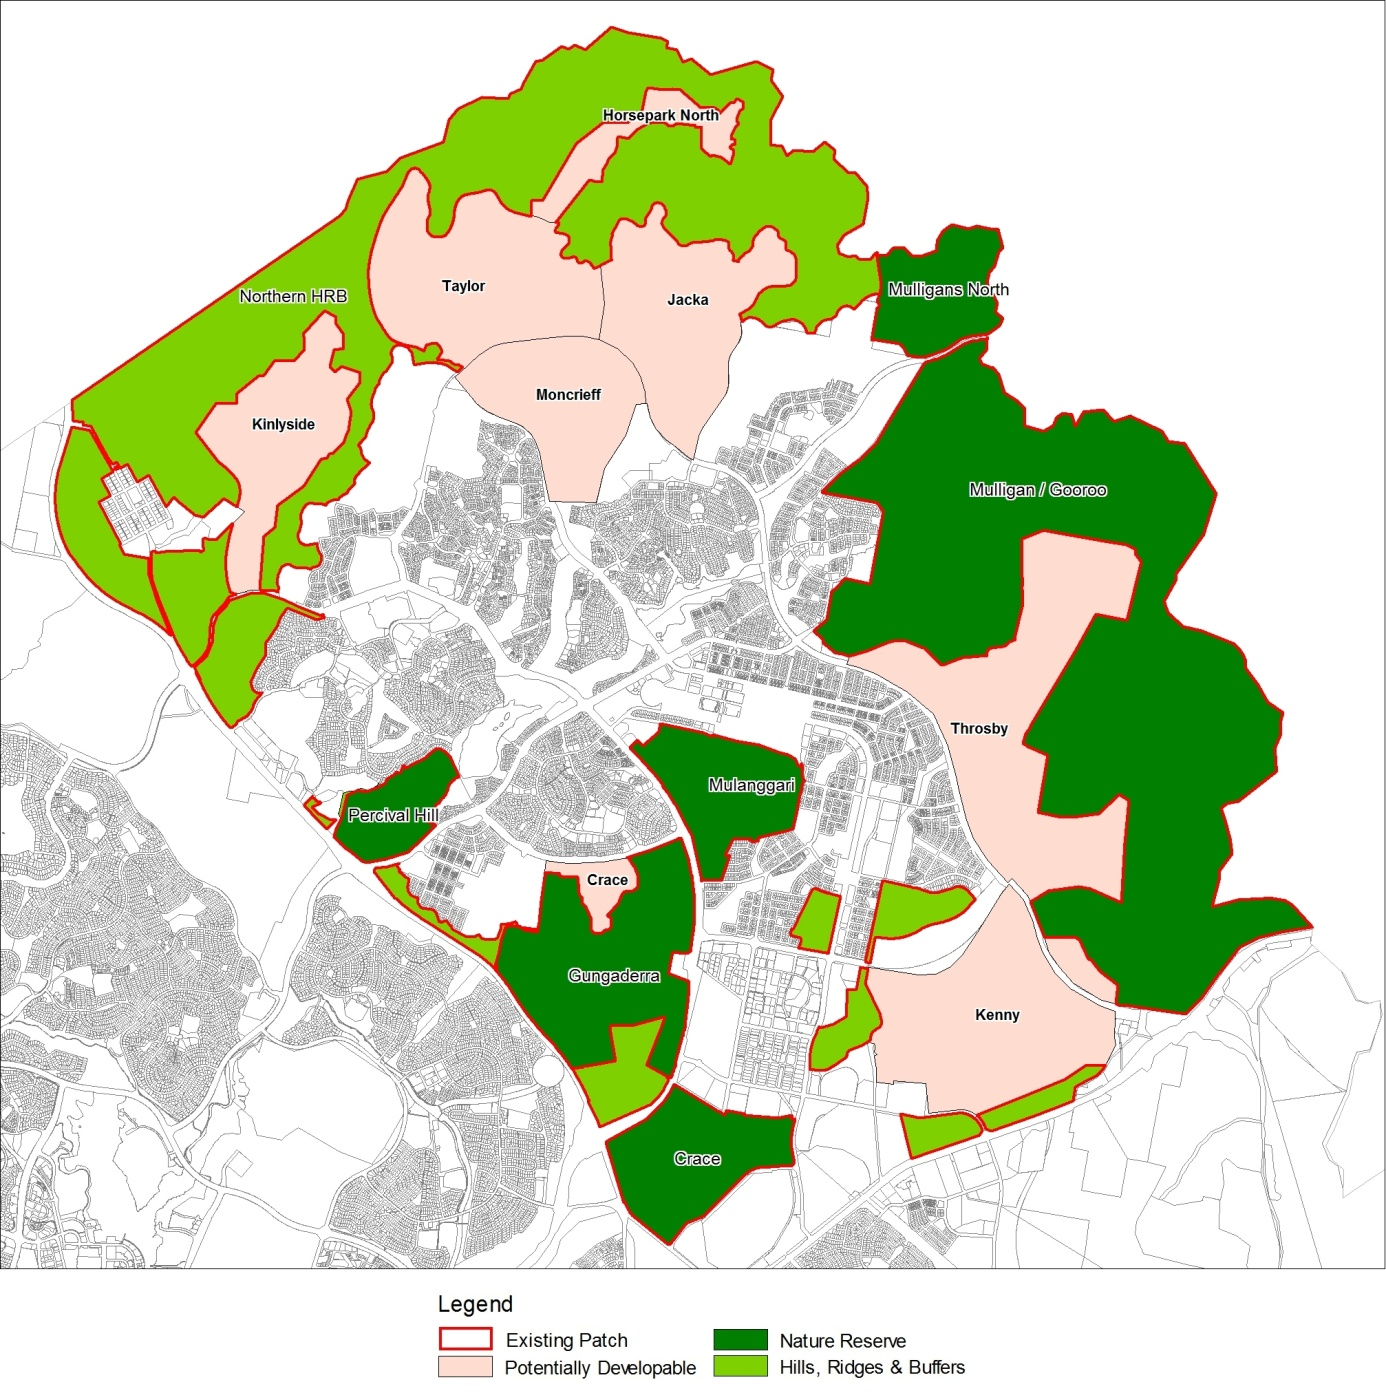 Horsepark North
Northern HRB
Taylor
Jacka
Mulligans North
Kinlyside
Moncrieff
Mulligan / Gooroo
Throsby
Percival Hill
Mulanggari
Crace
Gungaderra
Kenny
Crace
Legend
Existing Patch
Nature Reserve
Potentially Developable
Hills, Ridges & Buffers